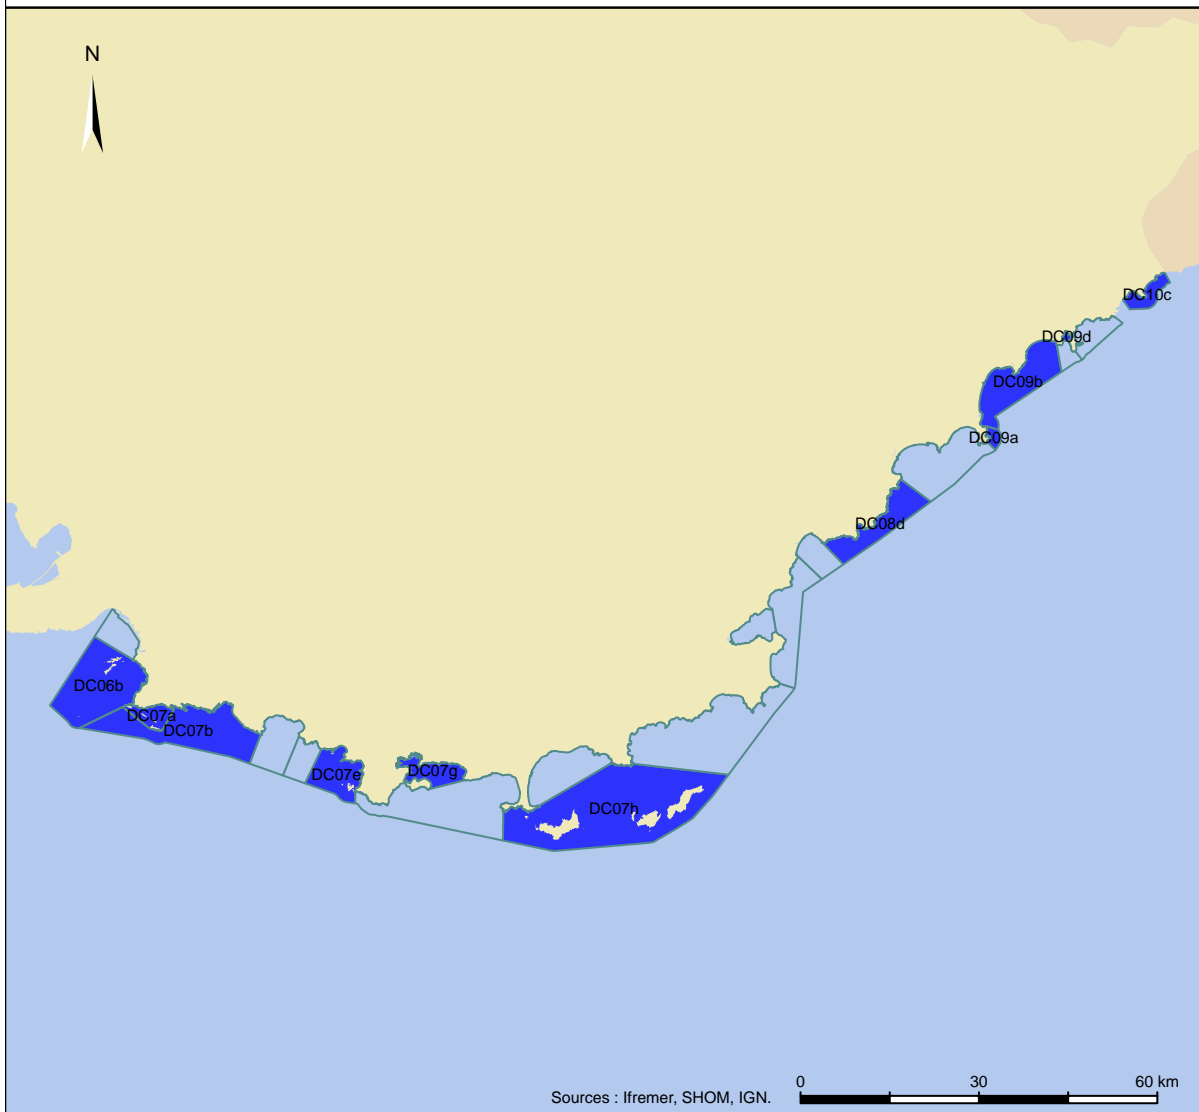 N
DC10c
DC09d
DC09b
DC09a
DC08d
DC06b
DC07a
DC07b
DC07e
DC07g
DC07h
0 30 60 km
Sources : Ifremer, SHOM, IGN.